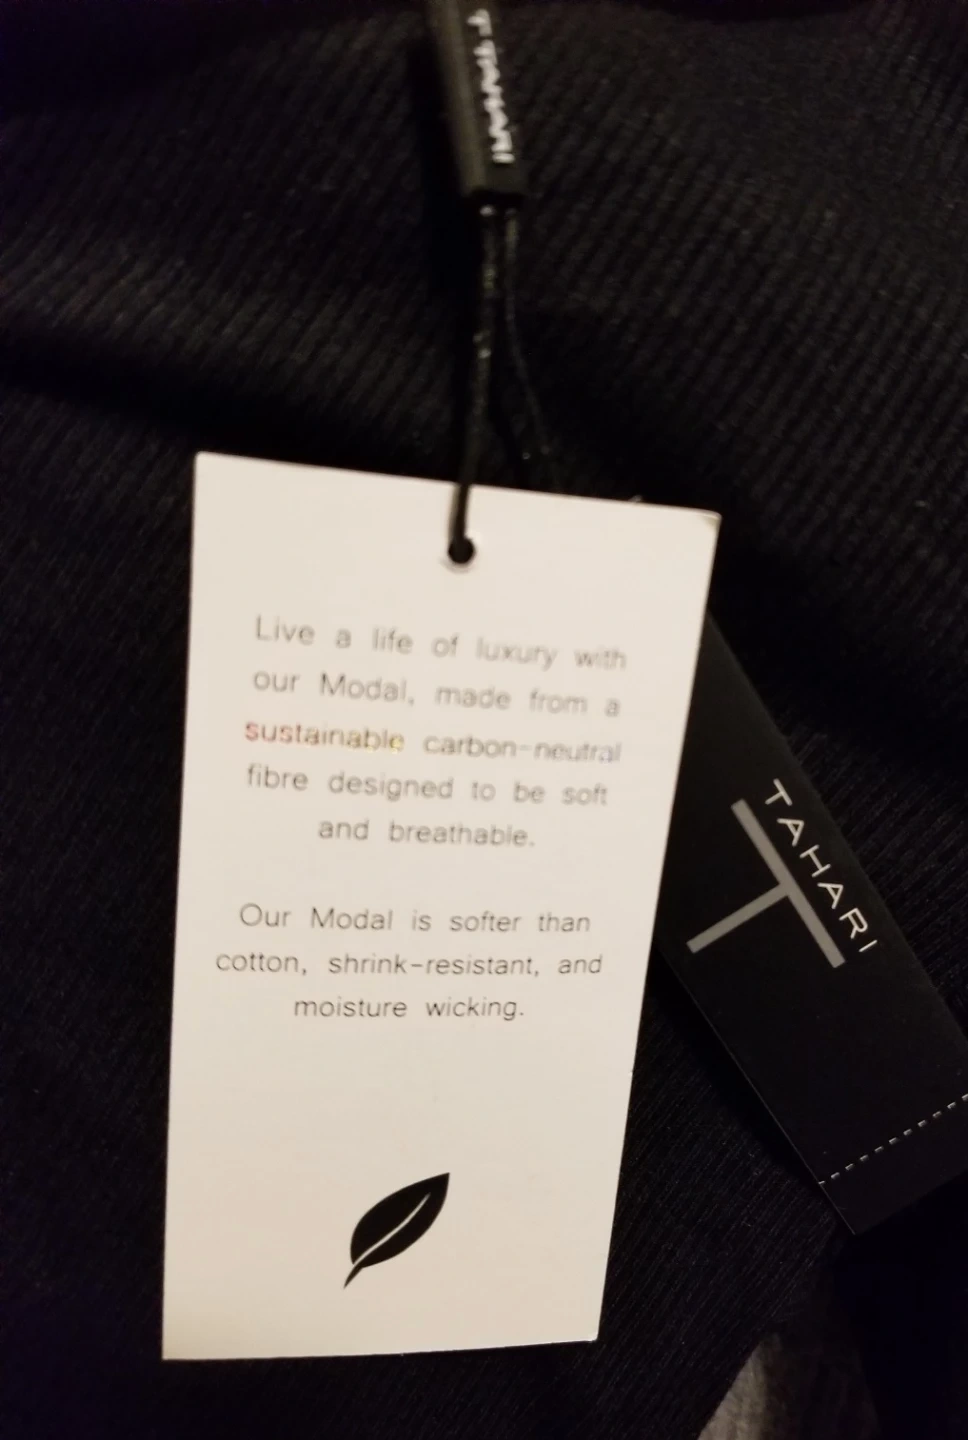 T TAHARI
Live a life of luxury with
our Modal, made from a
sustainable carbon-neutral
fibre designed to be soft
and breathable.
Our Modal is softer than
cotton, shrink-resistant, and
moisture wicking.
TAHARI
T